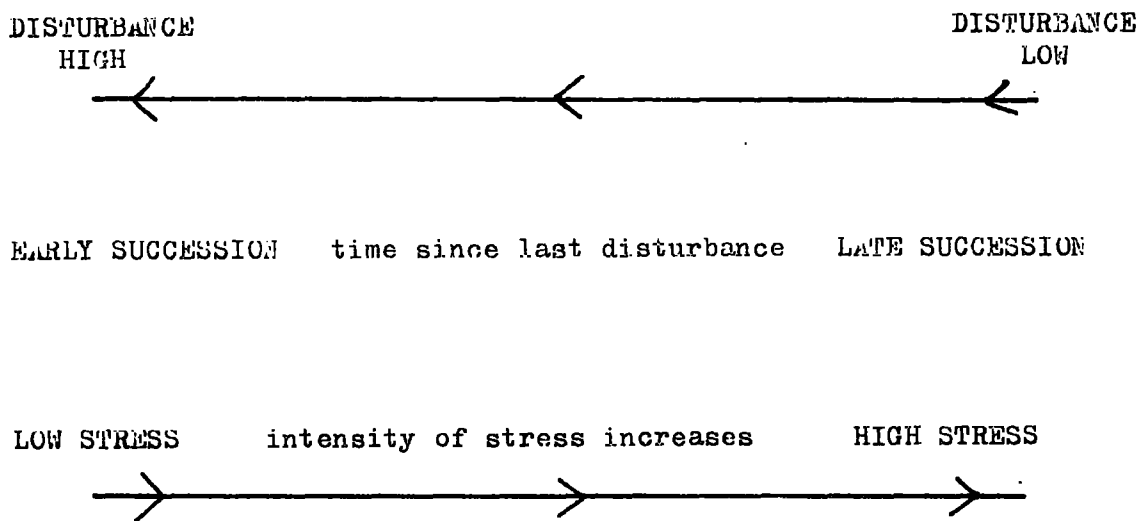 DISTURBANCE DISTURBANCE
HIGH LOW
EARLY SUCCESSION time since last disturbance LATE SUCCESSION
LOW STRESS intensity of stress increases HIGH STRESS